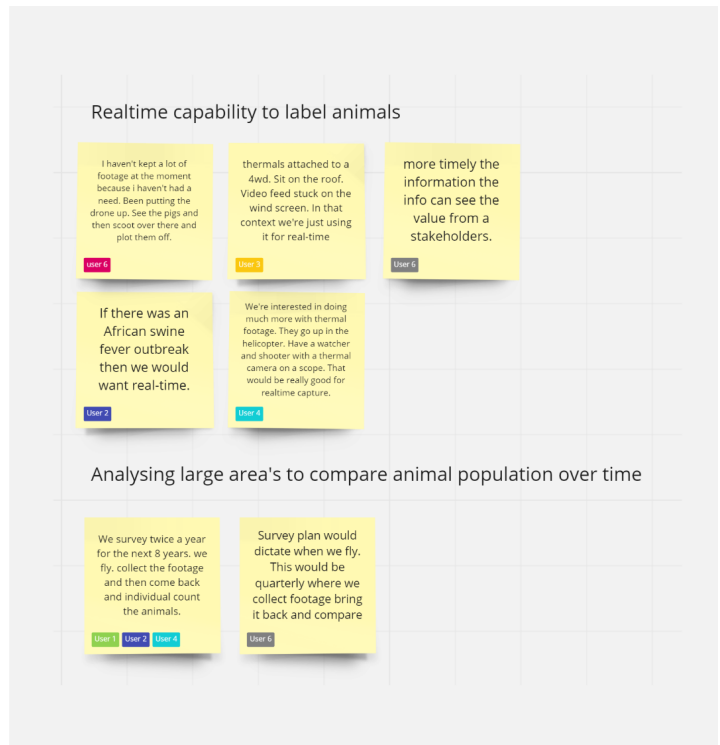 Realtime capability to label animals
I haven't kept a lot of
footage at the moment
because i haven't had a
need. Been putting the
drone up. See the pigs and
then scoot over there and
plot them off.
user 6
thermals attached to a
4wd. Sit on the roof.
Video feed stuck on the
wind screen. In that
context we're just using
it for real-time
User 3
more timely the
information the
info can see the
value from a
stakeholders.
User 6
If there was an
African swine
fever outbreak
then we would
want real-time.
User 2
We're interested in doing
much more with thermal
footage. They go up in the
helicopter. Have a watcher
and shooter with a thermal
camera on a scope. That
would be really good for
realtime capture.
User 4
Analysing large area's to compare animal population over time
We survey twice a year
for the next 8 years. we
fly. collect the footage
and then come back
and individual count
the animals.
User 1 User 2 User 4
Survey plan would
dictate when we fly.
This would be
quarterly where we
collect footage bring
it back and compare
User 6